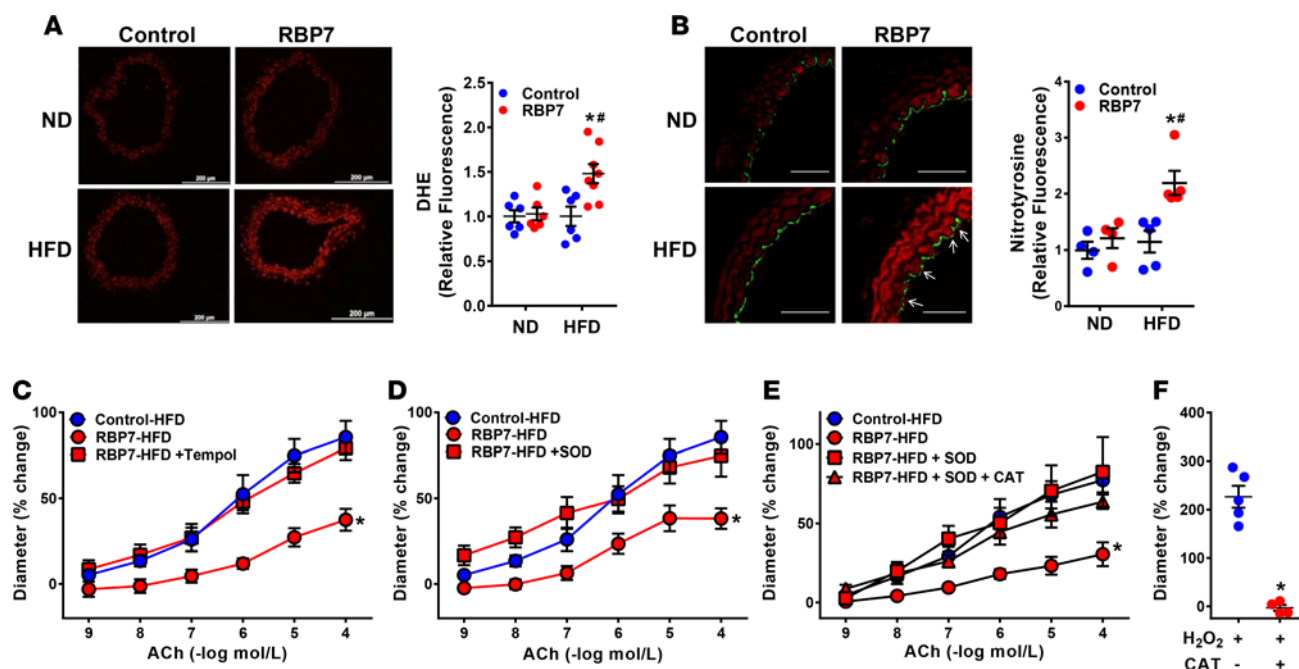 A
Control
RBP7
ND
HFD
200 μm
200 μm
200 μm
200 μm
DHE
(Relative Fluorescence)
2.5
2.0
1.5
1.0
0.5
0.0
Control
RBP7
*#
ND
HFD
B
Control
RBP7
ND
HFD
Nitrotyrosine
(Relative Fluorescence)
4
3
2
1
0
Control
RBP7
*#
ND
HFD
C
Diameter (% change)
100
50
0
Control-HFD
RBP7-HFD
RBP7-HFD +Tempol
*
9 8 7 6 5 4
ACh (-log mol/L)
D
Diameter (% change)
100
50
0
Control-HFD
RBP7-HFD
RBP7-HFD +SOD
*
9 8 7 6 5 4
ACh (-log mol/L)
E
Diameter (% change)
50
0
Control-HFD
RBP7-HFD
RBP7-HFD + SOD
RBP7-HFD + SOD + CAT
*
9 8 7 6 5 4
ACh (-log mol/L)
F
Diameter (% change)
400
300
200
100
0
*
H₂O₂ + +
CAT - +